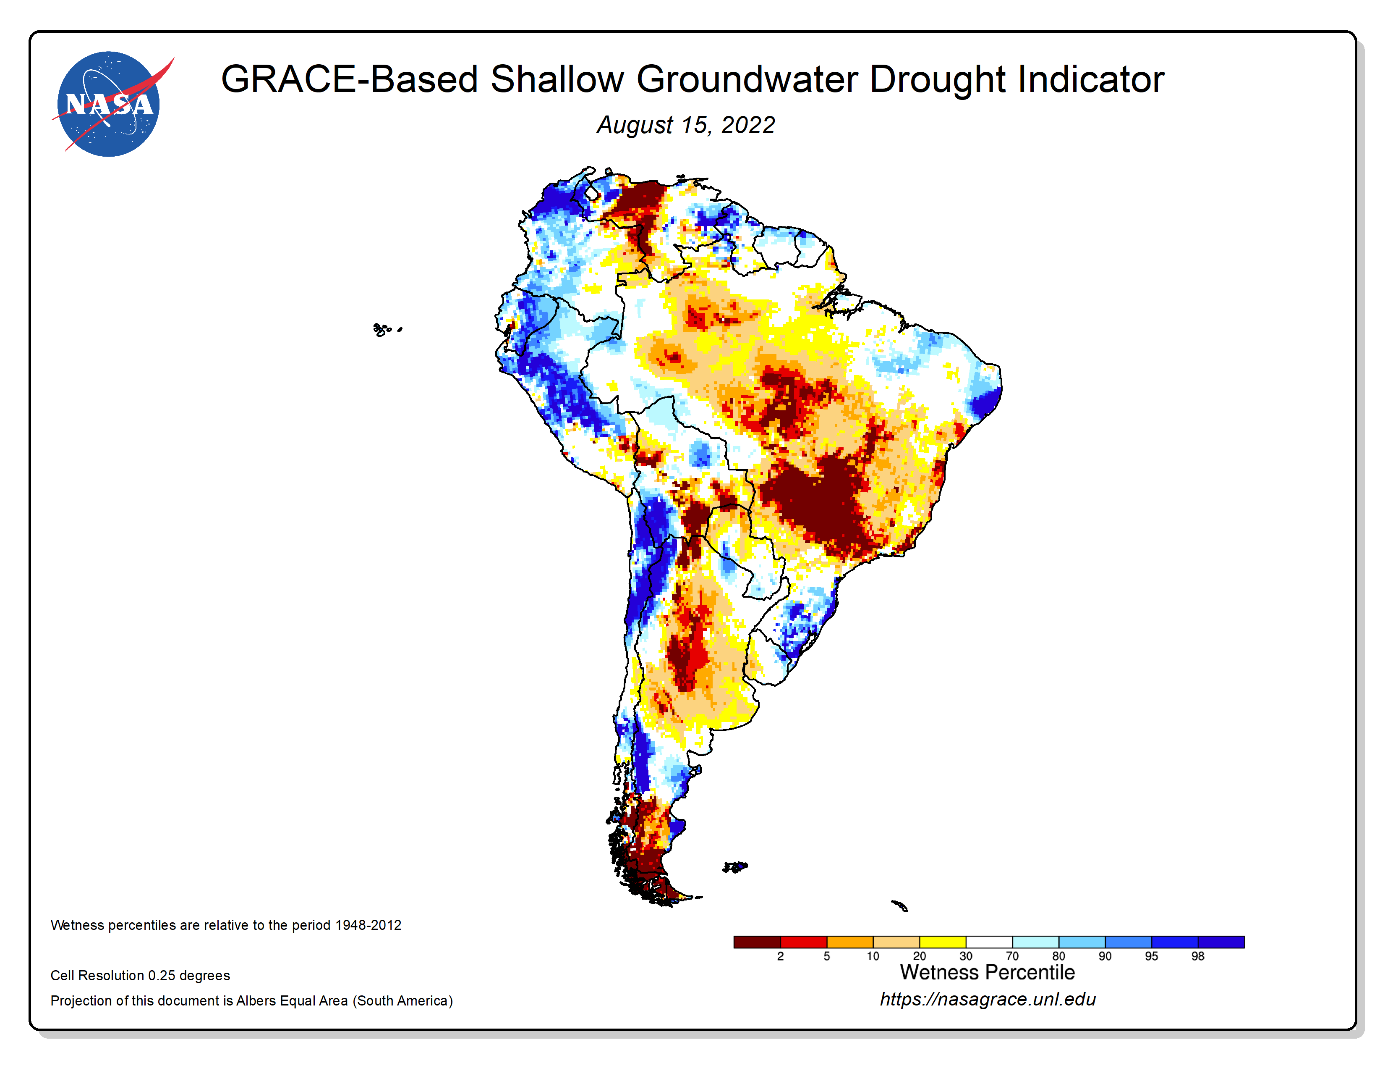 NASA
GRACE-Based Shallow Groundwater Drought Indicator
August 15, 2022
Wetness percentiles are relative to the period 1948-2012
Cell Resolution 0.25 degrees
Projection of this document is Albers Equal Area (South America)
2 5 10 20 30 70 80 90 95 98
Wetness Percentile
https://nasagrace.unl.edu